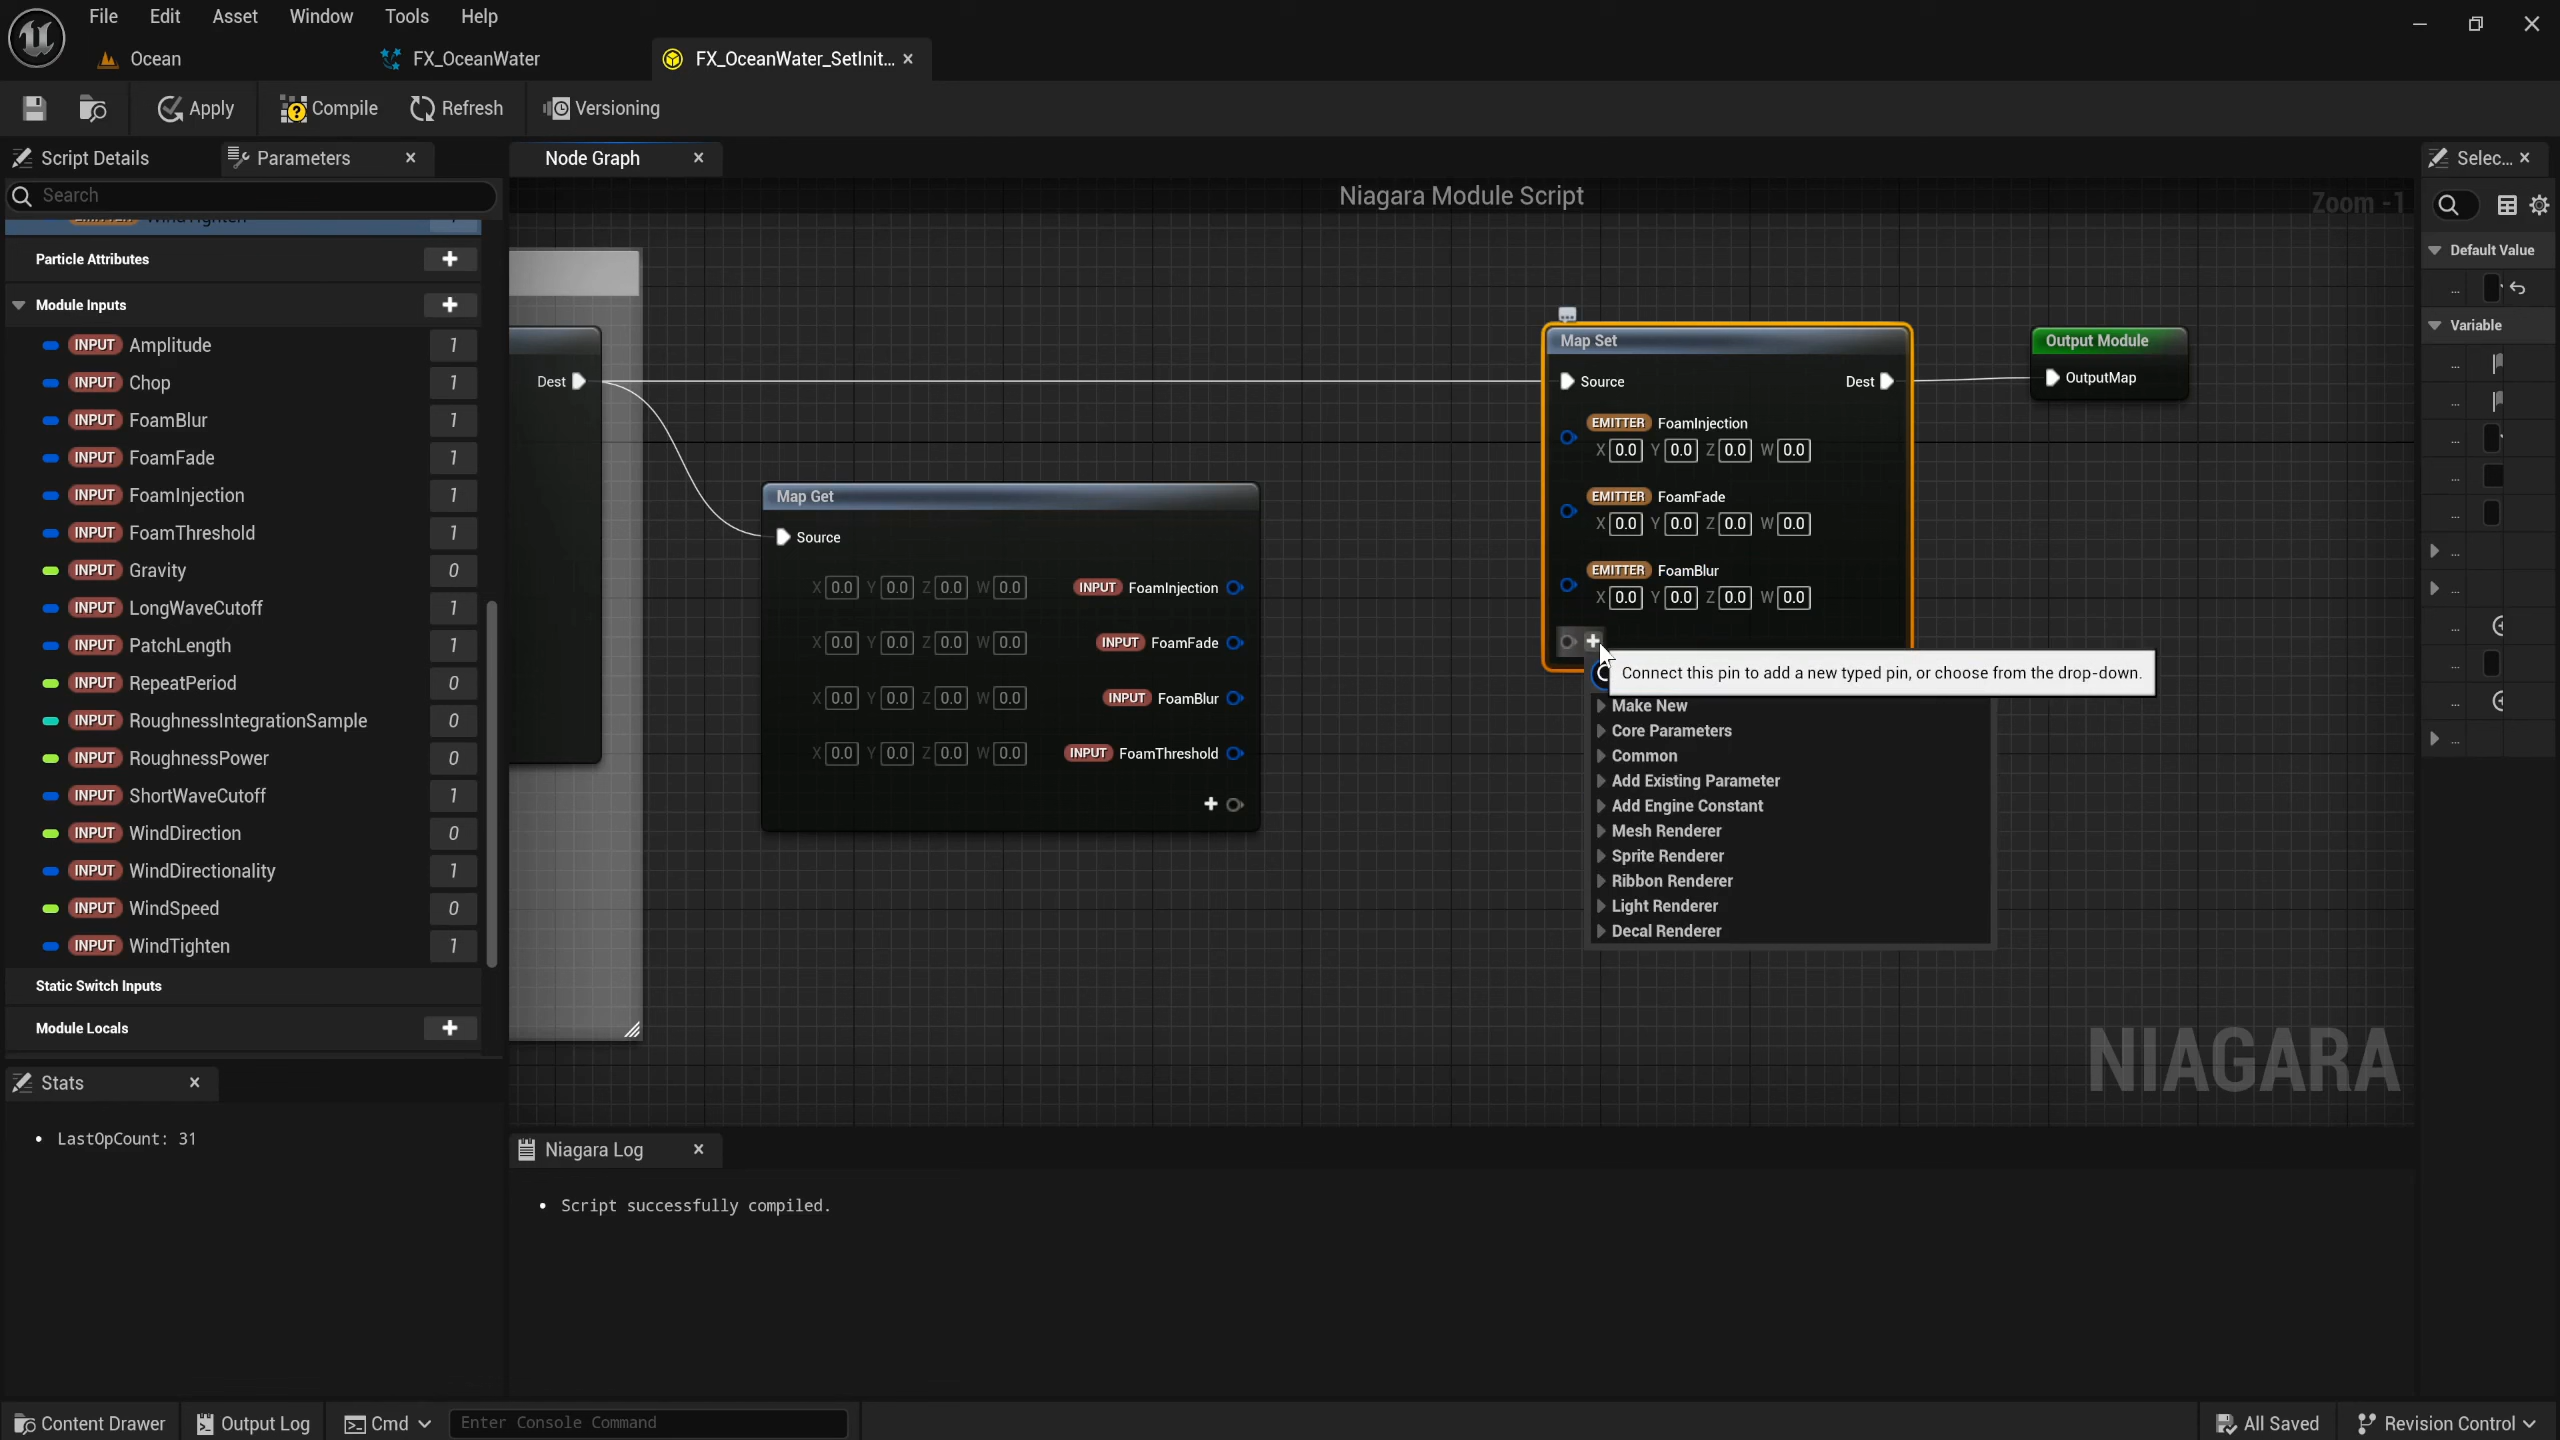 File Edit Asset Window Tools Help
Ocean FX_OceanWater FX_OceanWater_SetInit...
Apply Compile Refresh Versioning
Script Details Parameters Node Graph Selec...
Search
Niagara Module Script
Zoom -1
Particle Attributes
Default Value
Module Inputs
Variable
INPUT Amplitude 1
INPUT Chop 1
INPUT FoamBlur 1
INPUT FoamFade 1
INPUT FoamInjection 1
INPUT FoamThreshold 1
INPUT Gravity 0
INPUT LongWaveCutoff 1
INPUT PatchLength 1
INPUT RepeatPeriod 0
INPUT RoughnessIntegrationSample 0
INPUT RoughnessPower 0
INPUT ShortWaveCutoff 1
INPUT WindDirection 0
INPUT WindDirectionality 1
INPUT WindSpeed 0
INPUT WindTighten 1
Static Switch Inputs
Module Locals
Dest
Map Get
Source
X 0.0 Y 0.0 Z 0.0 W 0.0 INPUT FoamInjection
X 0.0 Y 0.0 Z 0.0 W 0.0 INPUT FoamFade
X 0.0 Y 0.0 Z 0.0 W 0.0 INPUT FoamBlur
X 0.0 Y 0.0 Z 0.0 W 0.0 INPUT FoamThreshold
Map Set
Source Dest
EMITTER FoamInjection
X 0.0 Y 0.0 Z 0.0 W 0.0
EMITTER FoamFade
X 0.0 Y 0.0 Z 0.0 W 0.0
EMITTER FoamBlur
X 0.0 Y 0.0 Z 0.0 W 0.0
Output Module
OutputMap
Connect this pin to add a new typed pin, or choose from the drop-down.
Make New
Core Parameters
Common
Add Existing Parameter
Add Engine Constant
Mesh Renderer
Sprite Renderer
Ribbon Renderer
Light Renderer
Decal Renderer
NIAGARA
Stats
LastOpCount: 31
Niagara Log
Script successfully compiled.
Content Drawer Output Log Cmd Enter Console Command All Saved Revision Control